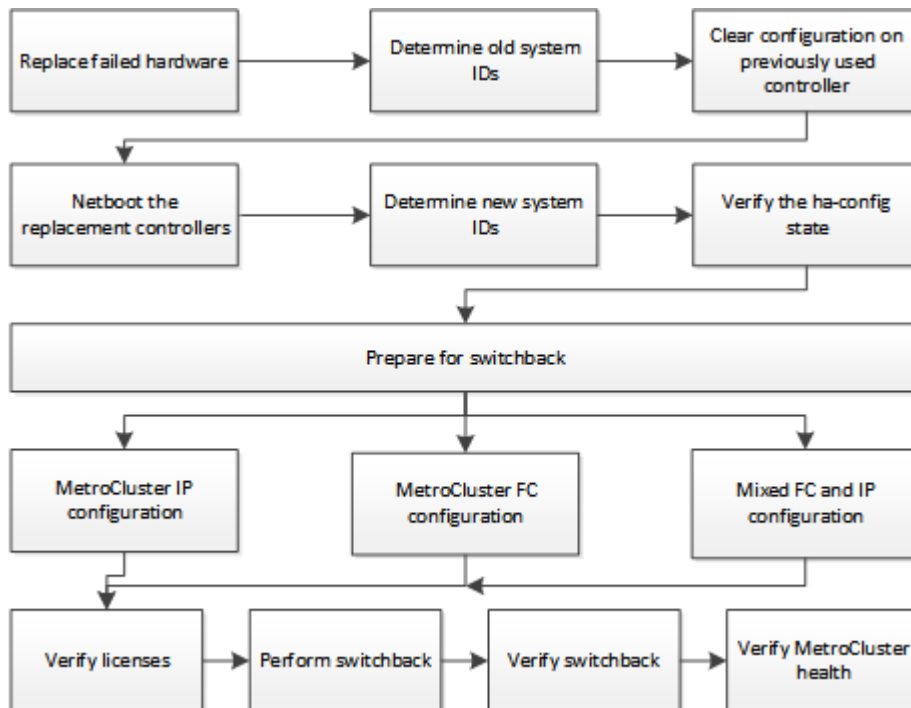 Replace failed hardware
Determine old system
IDs
Clear configuration on
previously used
controller
Netboot the
replacement controllers
Determine new system
IDs
Verify the ha-config
state
Prepare for switchback
MetroCluster IP
configuration
MetroCluster FC
configuration
Mixed FC and IP
configuration
Verify licenses
Perform switchback
Verify switchback
Verify MetroCluster
health